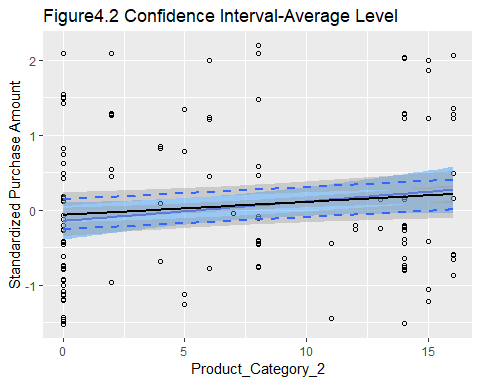 Figure4.2 Confidence Interval-Average Level
Standardized Purchase Amount
2
1
0
-1
0
5
10
15
Product_Category_2